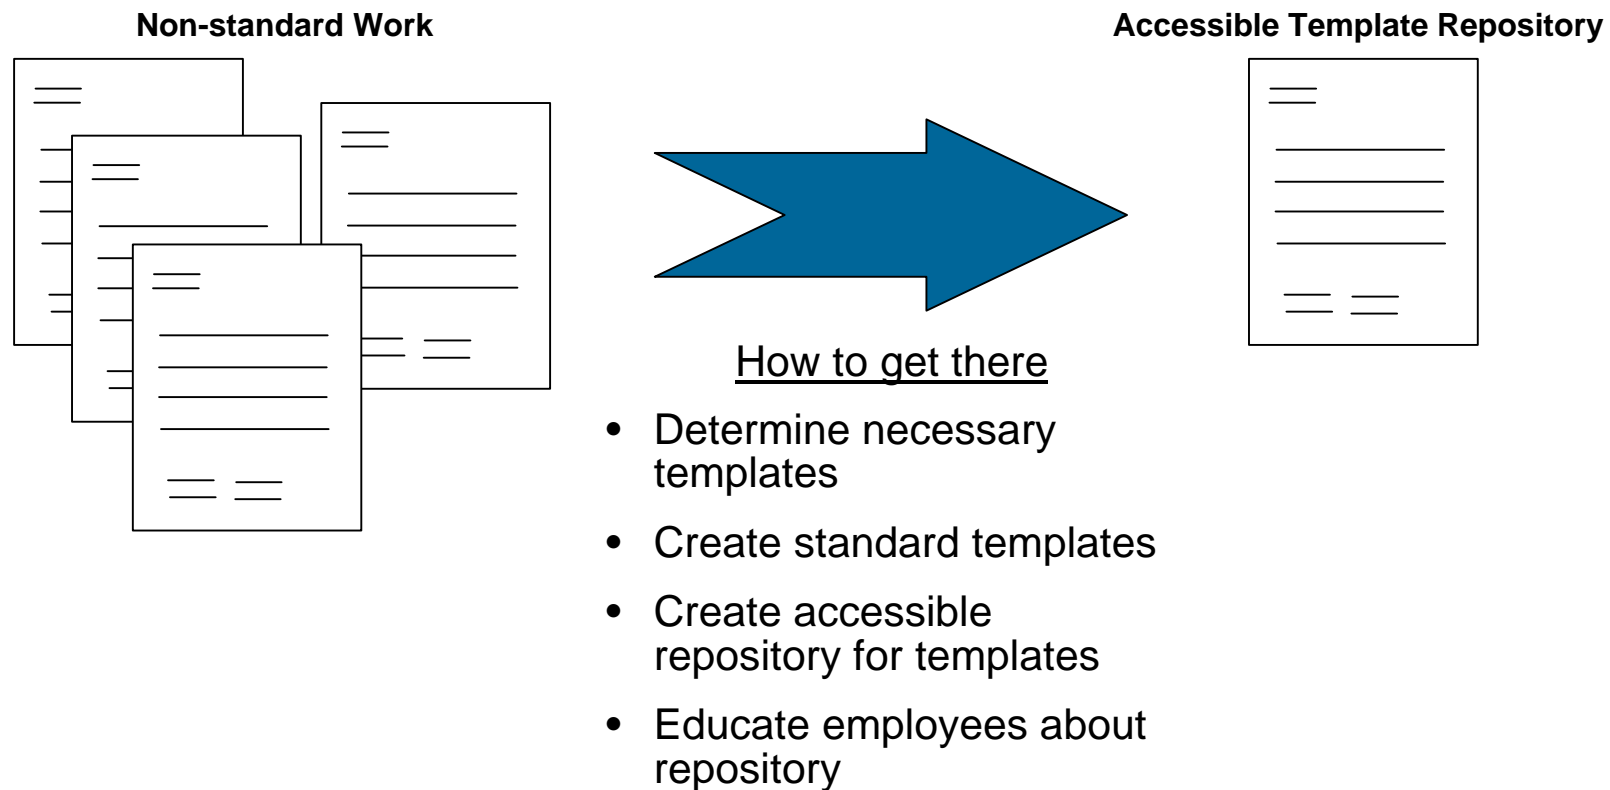 Non-standard Work
Accessible Template Repository
How to get there
• Determine necessary
templates
• Create standard templates
• Create accessible
repository for templates
• Educate employees about
repository